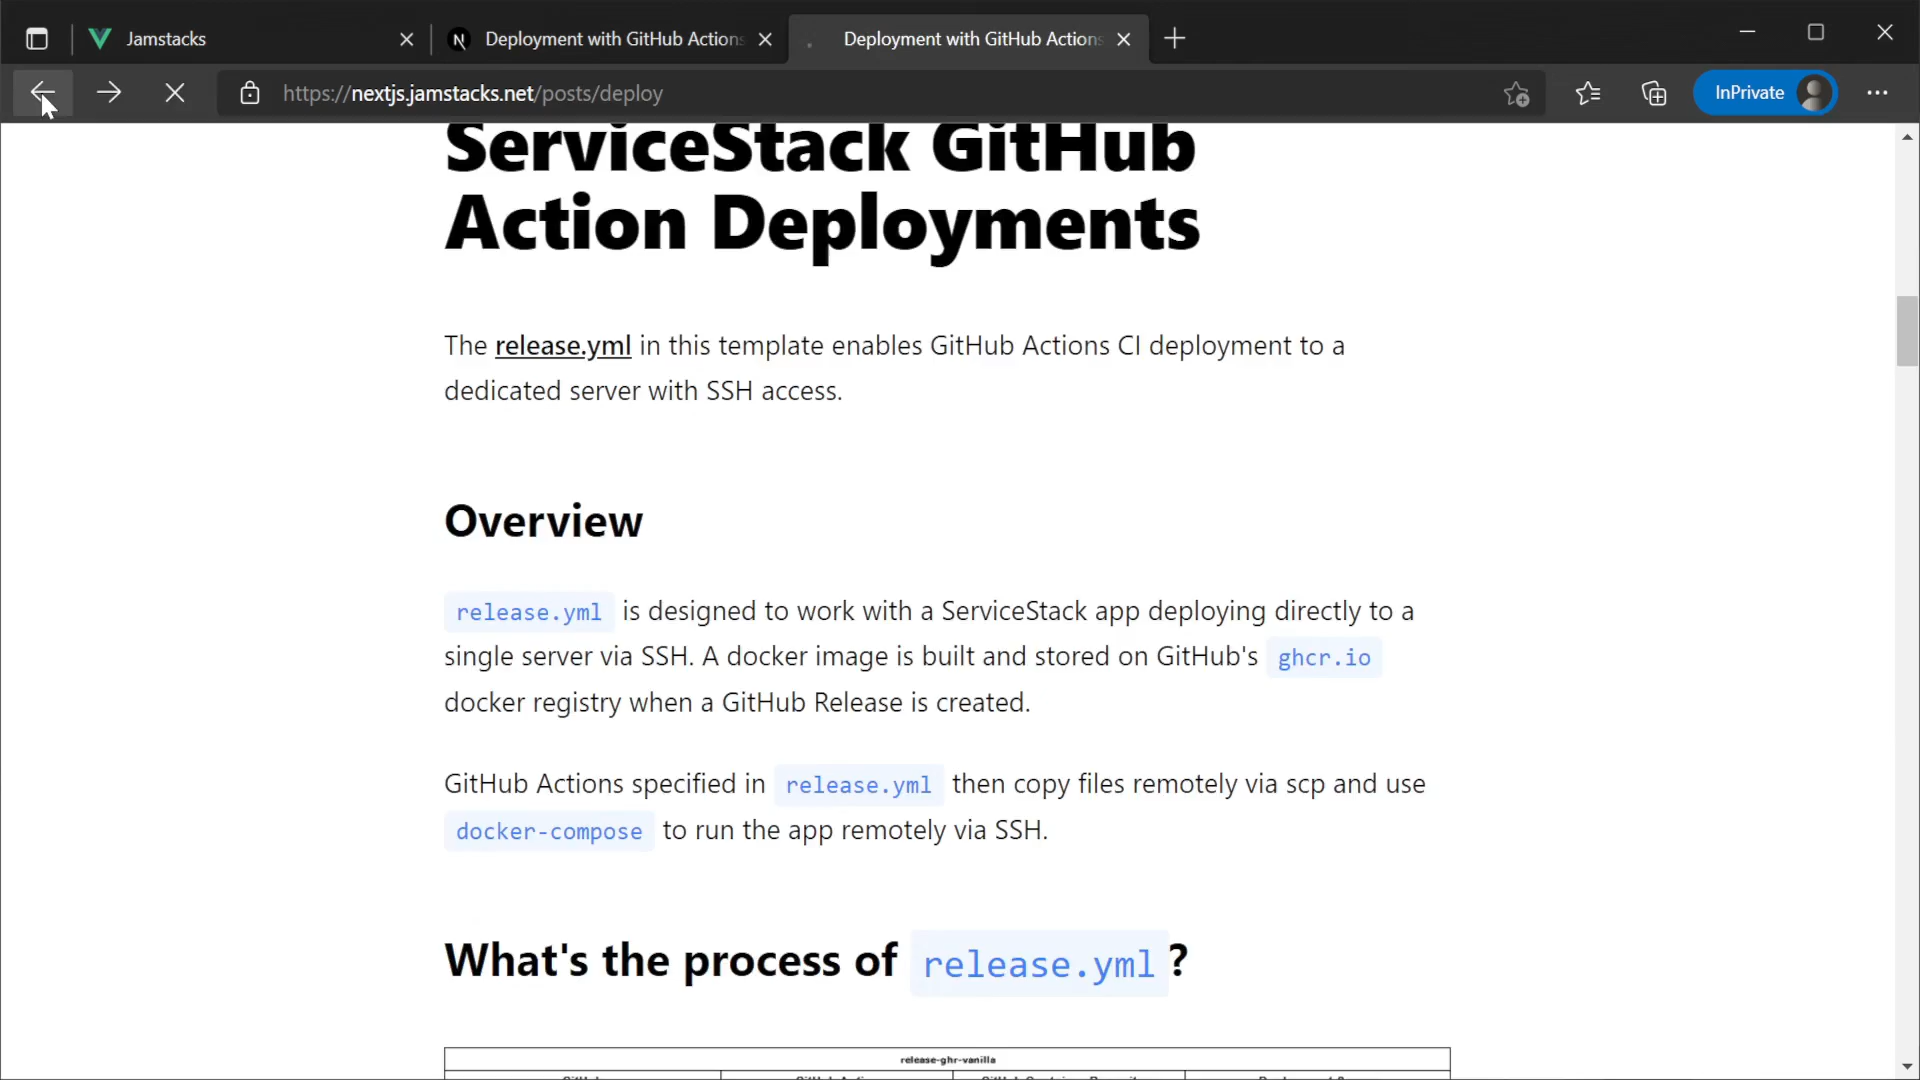 Jamstacks
Deployment with GitHub Actions
Deployment with GitHub Actions
https://nextjs.jamstacks.net/posts/deploy
InPrivate
ServiceStack GitHub
Action Deployments
The release.yml in this template enables GitHub Actions CI deployment to a
dedicated server with SSH access.
Overview
release.yml is designed to work with a ServiceStack app deploying directly to a
single server via SSH. A docker image is built and stored on GitHub's ghcr.io
docker registry when a GitHub Release is created.
GitHub Actions specified in release.yml then copy files remotely via scp and use
docker-compose to run the app remotely via SSH.
What's the process of release.yml?
release-ghr-vanilla